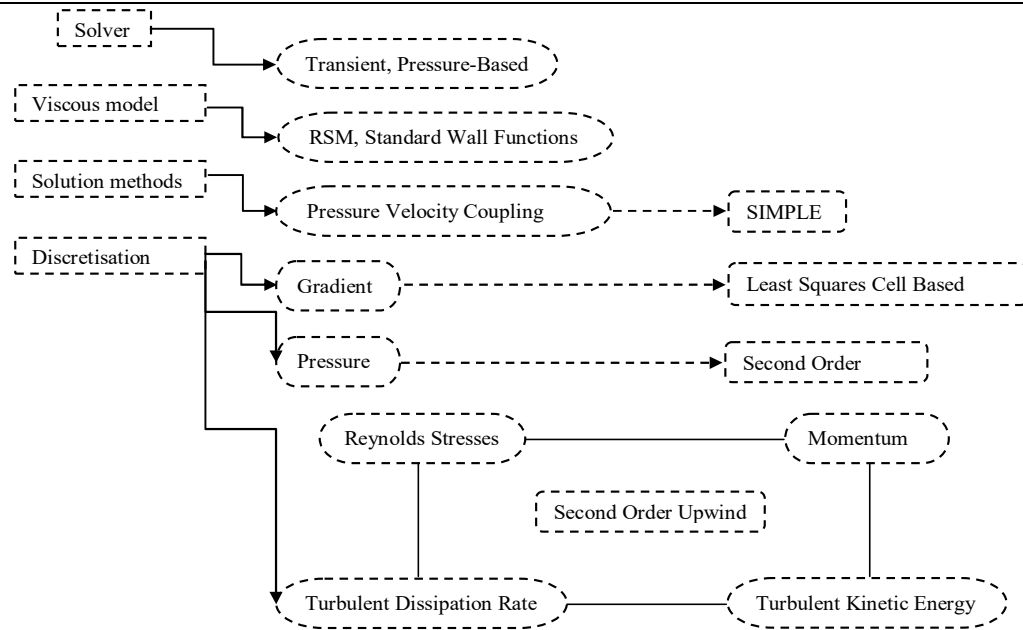 Solver
Transient, Pressure-Based
Viscous model
RSM, Standard Wall Functions
Solution methods
Pressure Velocity Coupling
SIMPLE
Discretisation
Gradient
Least Squares Cell Based
Pressure
Second Order
Reynolds Stresses
Momentum
Second Order Upwind
Turbulent Dissipation Rate
Turbulent Kinetic Energy